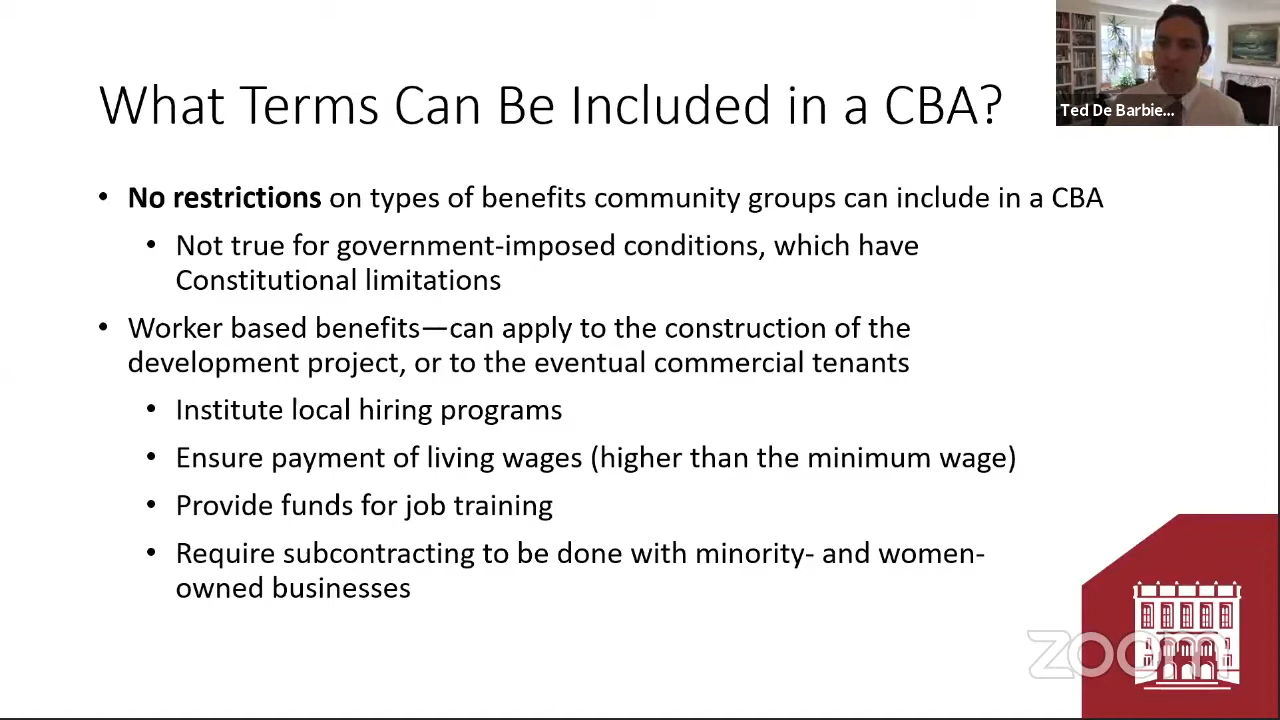 What Terms Can Be Included in a CBA?
Ted De Barbie...
• No restrictions on types of benefits community groups can include in a CBA
• Not true for government-imposed conditions, which have
Constitutional limitations
• Worker based benefits—can apply to the construction of the
development project, or to the eventual commercial tenants
• Institute local hiring programs
• Ensure payment of living wages (higher than the minimum wage)
• Provide funds for job training
• Require subcontracting to be done with minority- and women-
owned businesses
zoom